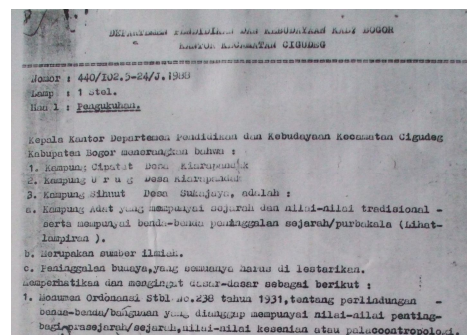 DEPARTEMEN PENDIDIKAN DAN KEBUDAYAAN KABT BOGOR
KANTOR KECAMATAN CIGUDEG
Nomor : 440/I02.5-24/J.1988
Lamp : 1 Stel.
Hal : Pengukuhan.
Kepala Kantor Departemen Pendidikan dan Kebudayaan Kecamatan Cigudeg
Kabupaten Bogor menerangkan bahwa :
1. Kampung Cipatat Desa Kiarapandak
2. Kampung U r u g Desa Kiarapandak
3. Kampung Sihuut Desa Sukajaya, adalah :
a. Kampung Adat yang mempunyai sejarah dan nilai-nilai tradisional -
serta mempunyai benda-benda peninggalan sejarah/purbakala (Lihat-
lampiran ).
b. Merupakan sumber ilmiah.
c. Peninggalan budaya,yang semuanya harus di lestarikan.
Memperhatikan dan mengingat dasar-dasar sebagai berikut :
1. Monumen Ordonansi Stbl No.238 tahun 1931,tentang perlindungan -
benda-benda/bangunan yang dianggap mempunyai nilai-nilai penting-
bagi prasejarah/sejarah,nilai-nilai kesenian atau palaeoantropologi.